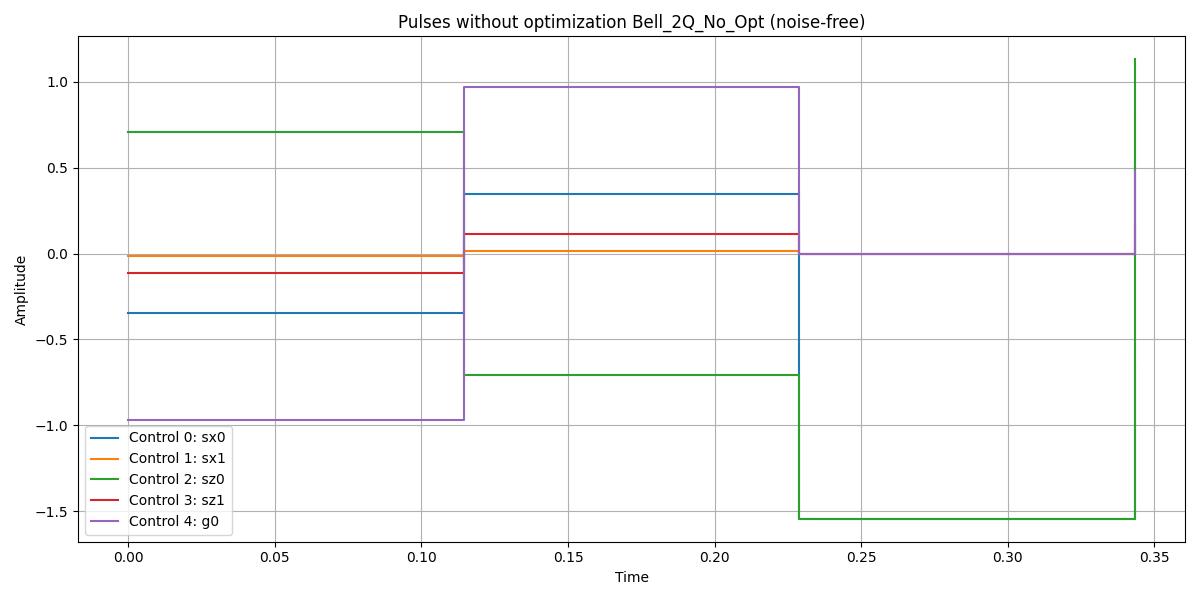 Pulses without optimization Bell_2Q_No_Opt (noise-free)
1.0
0.5
0.0
−0.5
−1.0
−1.5
Amplitude
Control 0: sx0
Control 1: sx1
Control 2: sz0
Control 3: sz1
Control 4: g0
0.00 0.05 0.10 0.15 0.20 0.25 0.30 0.35
Time